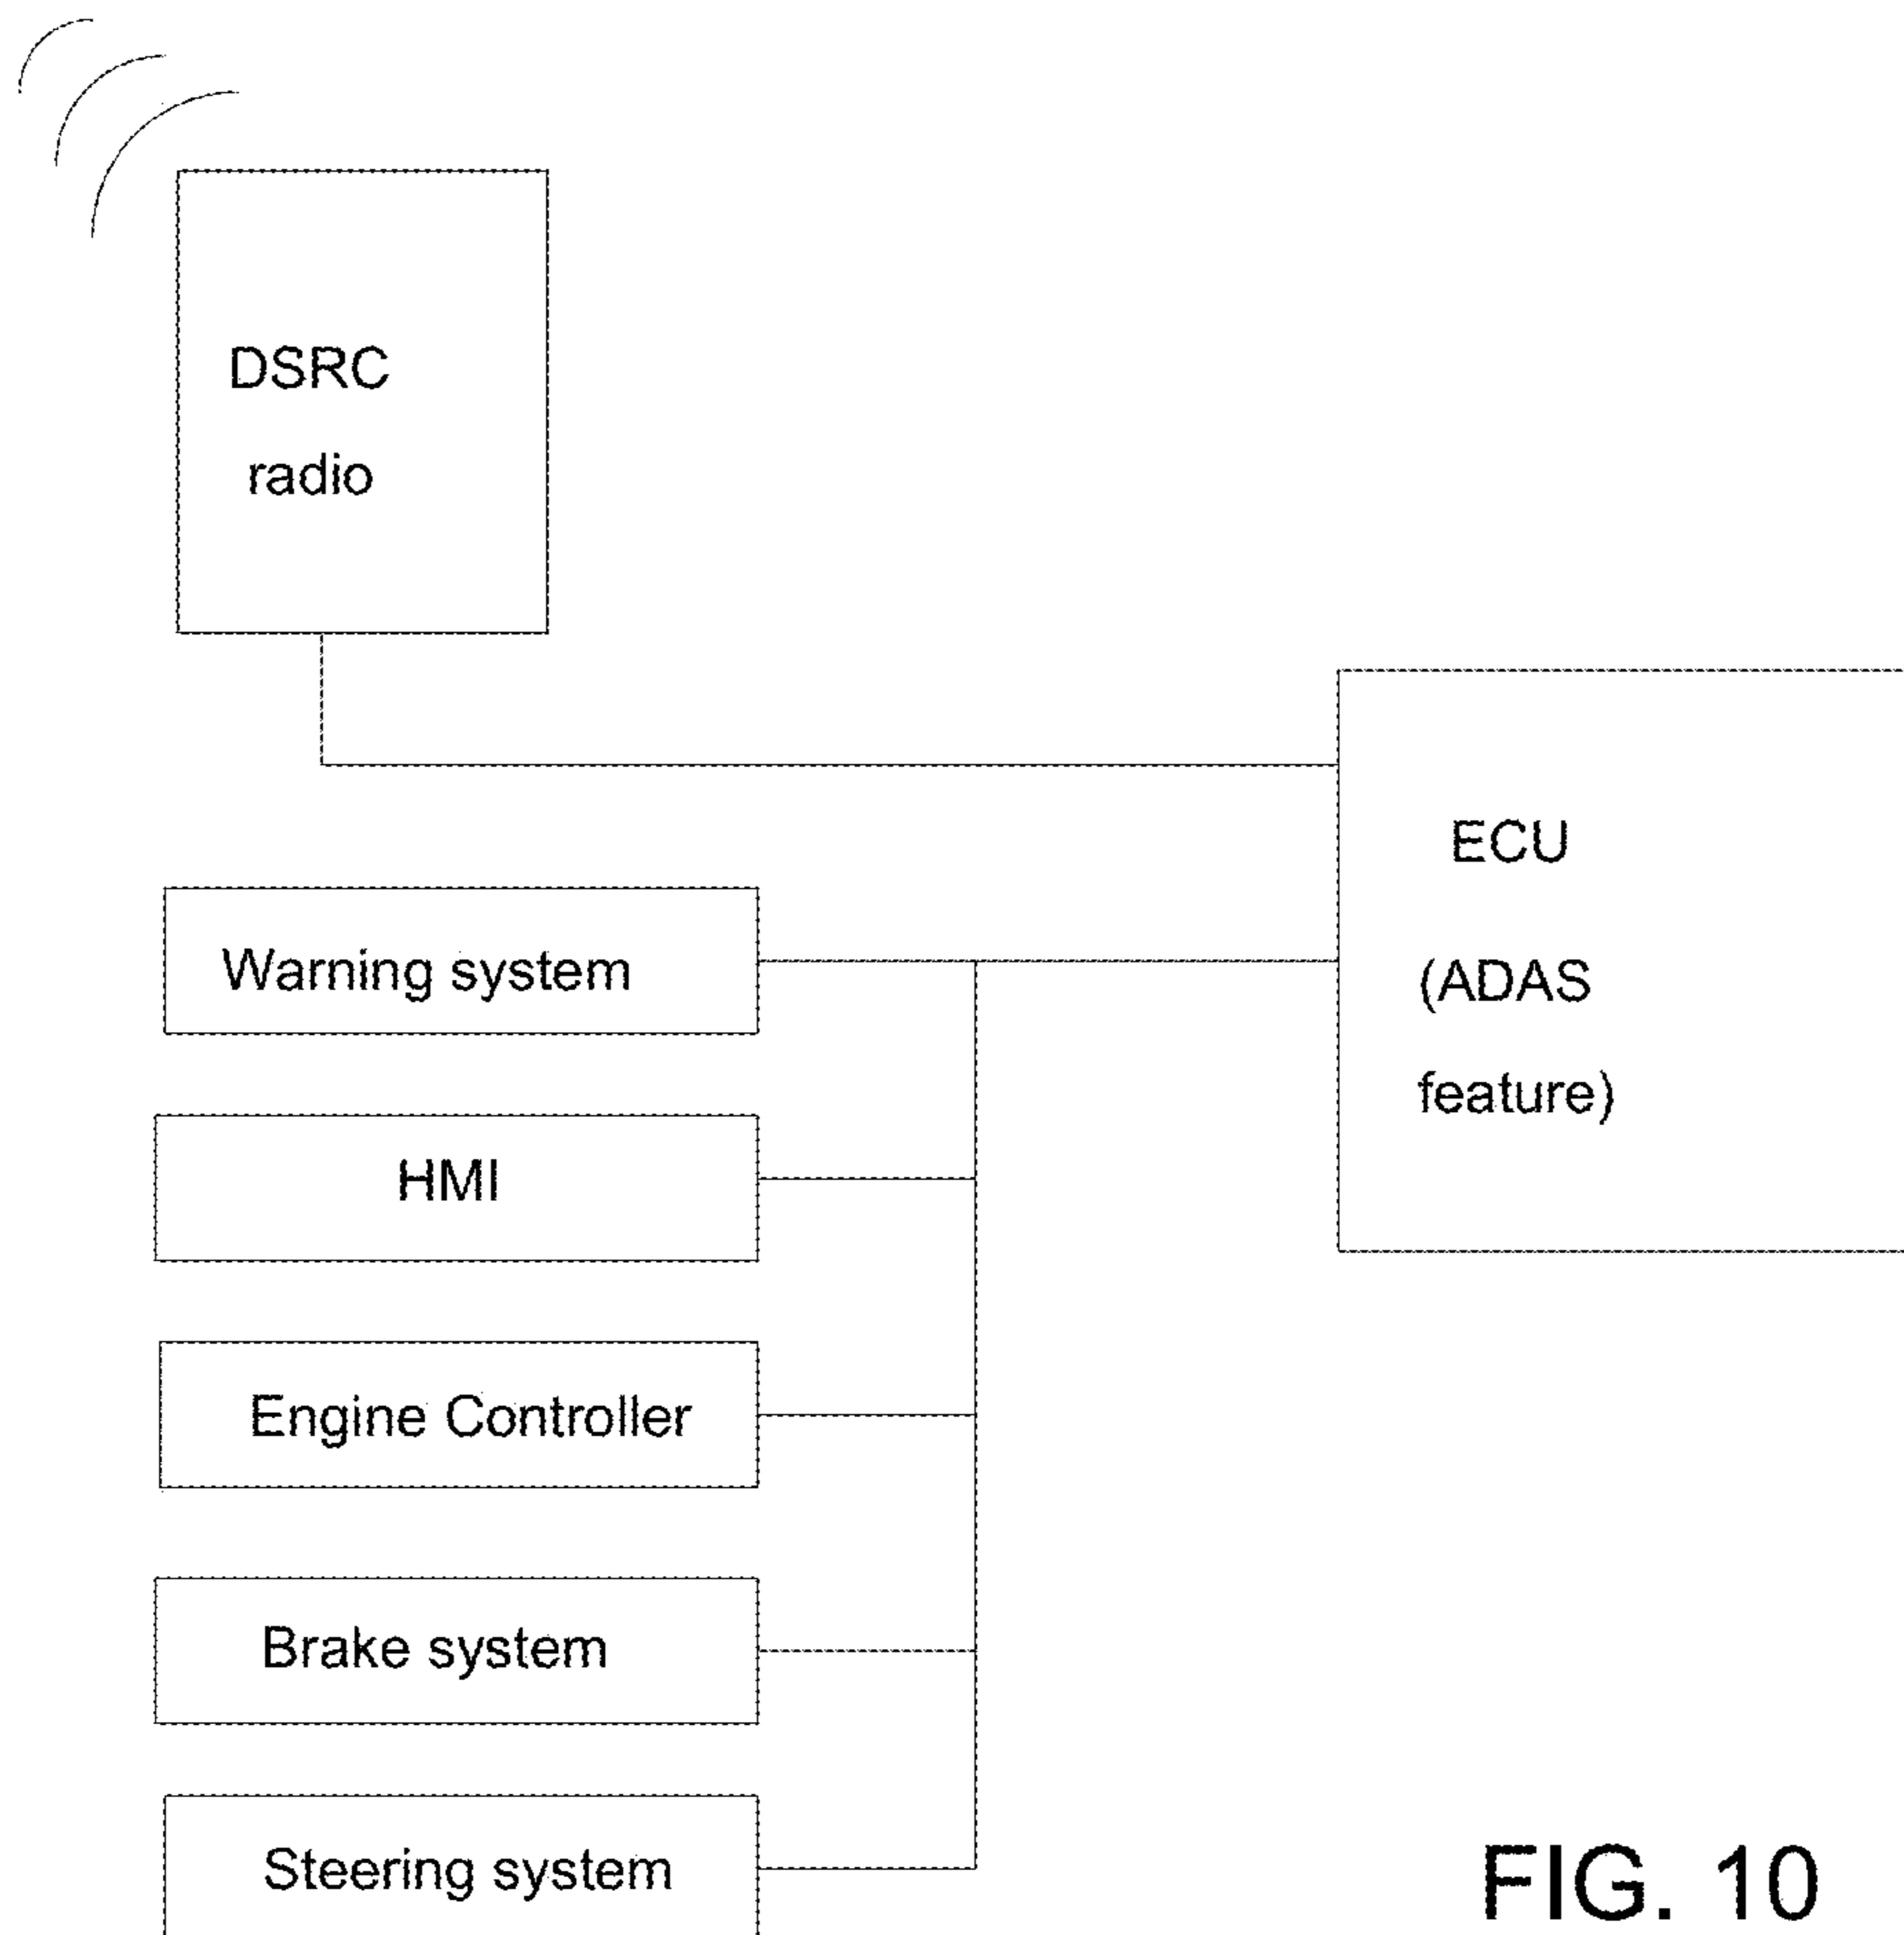 DSRC
radio
ECU
(ADAS
feature)
Warning system
HMI
Engine Controller
Brake system
Steering system
FIG. 10